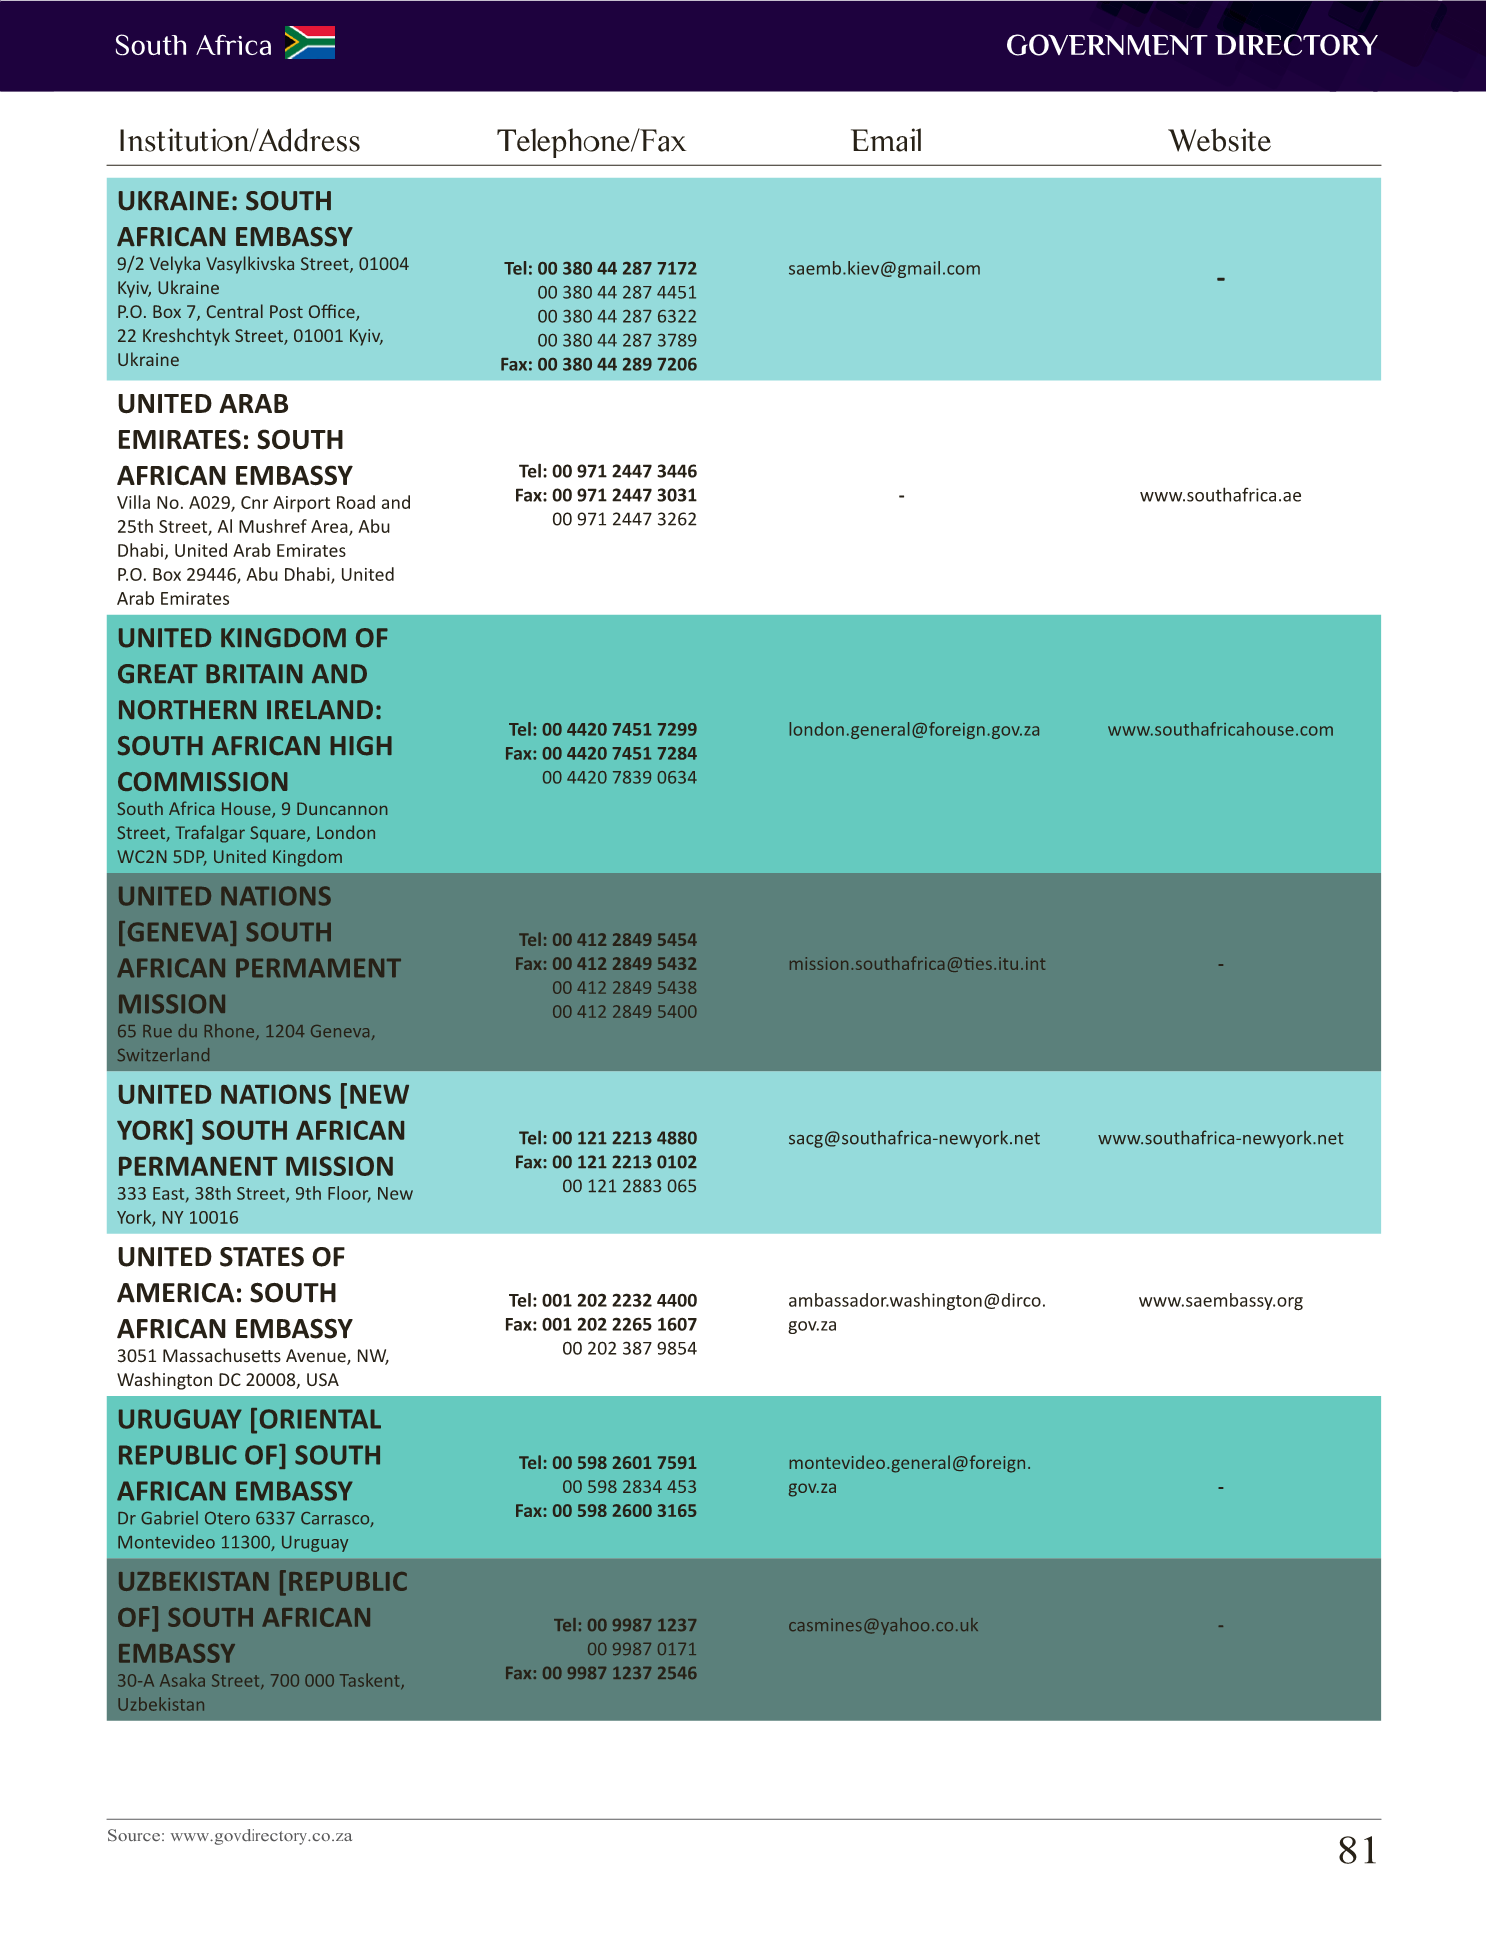 South Africa
GOVERNMENT DIRECTORY
Institution/Address Telephone/Fax Email Website
UKRAINE: SOUTH
AFRICAN EMBASSY
9/2 Velyka Vasylkivska Street, 01004
Kyiv, Ukraine
P.O. Box 7, Central Post Office,
22 Kreshchtyk Street, 01001 Kyiv,
Ukraine
Tel: 00 380 44 287 7172
00 380 44 287 4451
00 380 44 287 6322
00 380 44 287 3789
Fax: 00 380 44 289 7206
saemb.kiev@gmail.com
-
UNITED ARAB
EMIRATES: SOUTH
AFRICAN EMBASSY
Villa No. A029, Cnr Airport Road and
25th Street, Al Mushref Area, Abu
Dhabi, United Arab Emirates
P.O. Box 29446, Abu Dhabi, United
Arab Emirates
Tel: 00 971 2447 3446
Fax: 00 971 2447 3031
00 971 2447 3262
-
www.southafrica.ae
UNITED KINGDOM OF
GREAT BRITAIN AND
NORTHERN IRELAND:
SOUTH AFRICAN HIGH
COMMISSION
South Africa House, 9 Duncannon
Street, Trafalgar Square, London
WC2N 5DP, United Kingdom
Tel: 00 4420 7451 7299
Fax: 00 4420 7451 7284
00 4420 7839 0634
london.general@foreign.gov.za
www.southafricahouse.com
UNITED NATIONS
[GENEVA] SOUTH
AFRICAN PERMAMENT
MISSION
65 Rue du Rhone, 1204 Geneva,
Switzerland
Tel: 00 412 2849 5454
Fax: 00 412 2849 5432
00 412 2849 5438
00 412 2849 5400
mission.southafrica@ties.itu.int
-
UNITED NATIONS [NEW
YORK] SOUTH AFRICAN
PERMANENT MISSION
333 East, 38th Street, 9th Floor, New
York, NY 10016
Tel: 00 121 2213 4880
Fax: 00 121 2213 0102
00 121 2883 065
sacg@southafrica-newyork.net
www.southafrica-newyork.net
UNITED STATES OF
AMERICA: SOUTH
AFRICAN EMBASSY
3051 Massachusetts Avenue, NW,
Washington DC 20008, USA
Tel: 001 202 2232 4400
Fax: 001 202 2265 1607
00 202 387 9854
ambassador.washington@dirco.
gov.za
www.saembassy.org
URUGUAY [ORIENTAL
REPUBLIC OF] SOUTH
AFRICAN EMBASSY
Dr Gabriel Otero 6337 Carrasco,
Montevideo 11300, Uruguay
Tel: 00 598 2601 7591
00 598 2834 453
Fax: 00 598 2600 3165
montevideo.general@foreign.
gov.za
-
UZBEKISTAN [REPUBLIC
OF] SOUTH AFRICAN
EMBASSY
30-A Asaka Street, 700 000 Taskent,
Uzbekistan
Tel: 00 9987 1237
00 9987 0171
Fax: 00 9987 1237 2546
casmines@yahoo.co.uk
-
Source: www.govdirectory.co.za
81